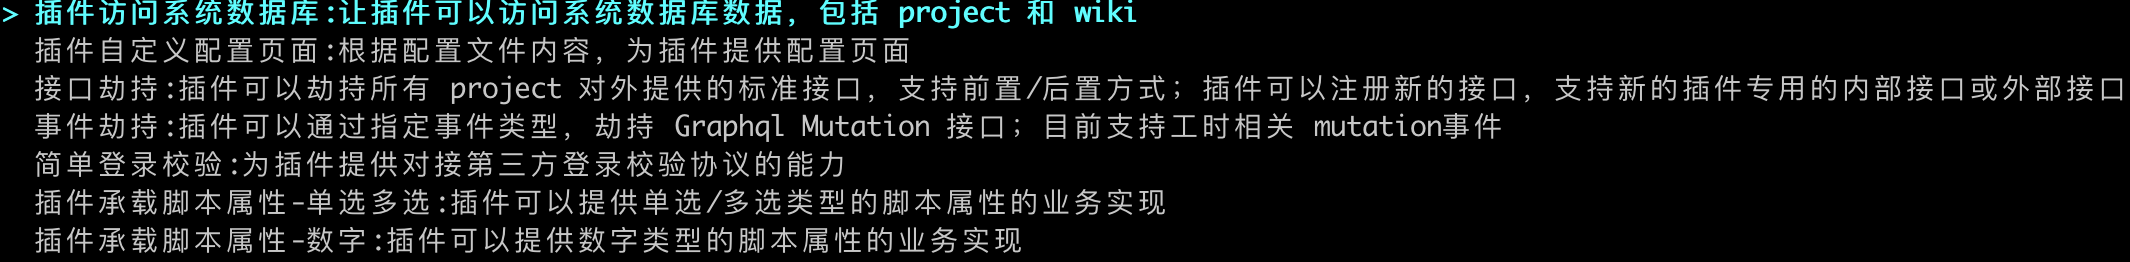 > 插件访问系统数据库:让插件可以访问系统数据库数据，包括 project 和 wiki
插件自定义配置页面:根据配置文件内容，为插件提供配置页面
接口劫持:插件可以劫持所有 project 对外提供的标准接口，支持前置/后置方式；插件可以注册新的接口，支持新的插件专用的内部接口或外部接口
事件劫持:插件可以通过指定事件类型，劫持 Graphql Mutation 接口；目前支持工时相关 mutation事件
简单登录校验:为插件提供对接第三方登录校验协议的能力
插件承载脚本属性-单选多选:插件可以提供单选/多选类型的脚本属性的业务实现
插件承载脚本属性-数字:插件可以提供数字类型的脚本属性的业务实现